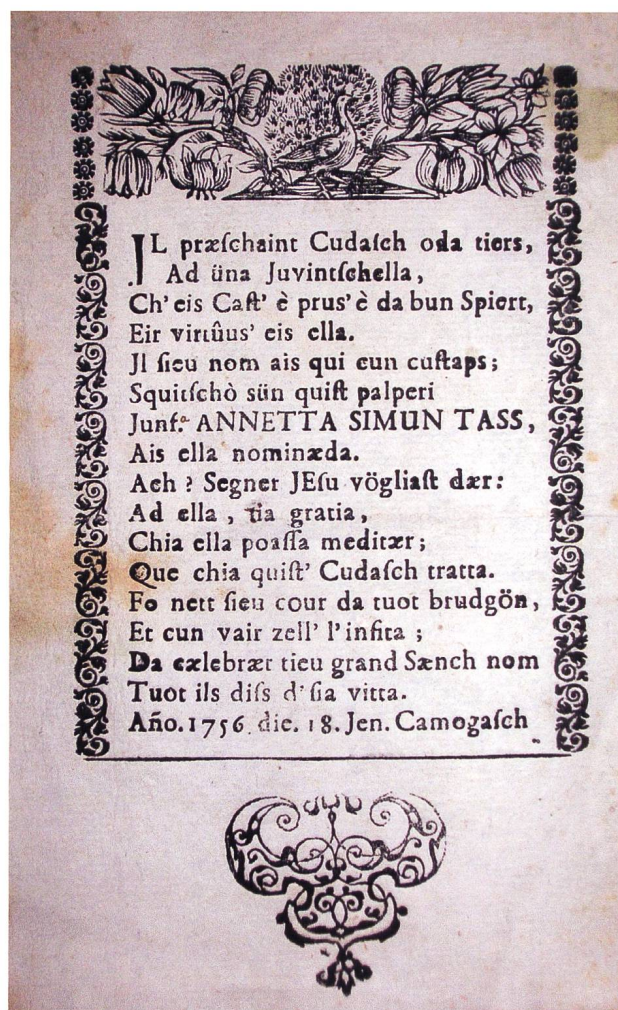 IL præſchaint Cudaſch oda tiers,
Ad üna Juvintſchella,
Ch' eis Caſt' è prus' è da bun Spiert,
Eir virtûus' eis ella.
Jl ſieu nom ais qui cun cuſtaps;
Squitſchò sün quiſt palperi
Junf.ª ANNETTA SIMUN TASS,
Ais ella nominæda.
Ach ? Segner JEſu vögliaſt dær:
Ad ella , tia gratia,
Chia ella poaſſa meditær;
Que chia quiſt' Cudaſch tratta.
Fo nett ſieu cour da tuot brudgön,
Et cun vair zell' l'inſita ;
Da cælebrær tieu grand Sænch nom
Tuot ils diſs d' ſia vitta.
Año. 1756. die. 18. Jen. Camogaſch